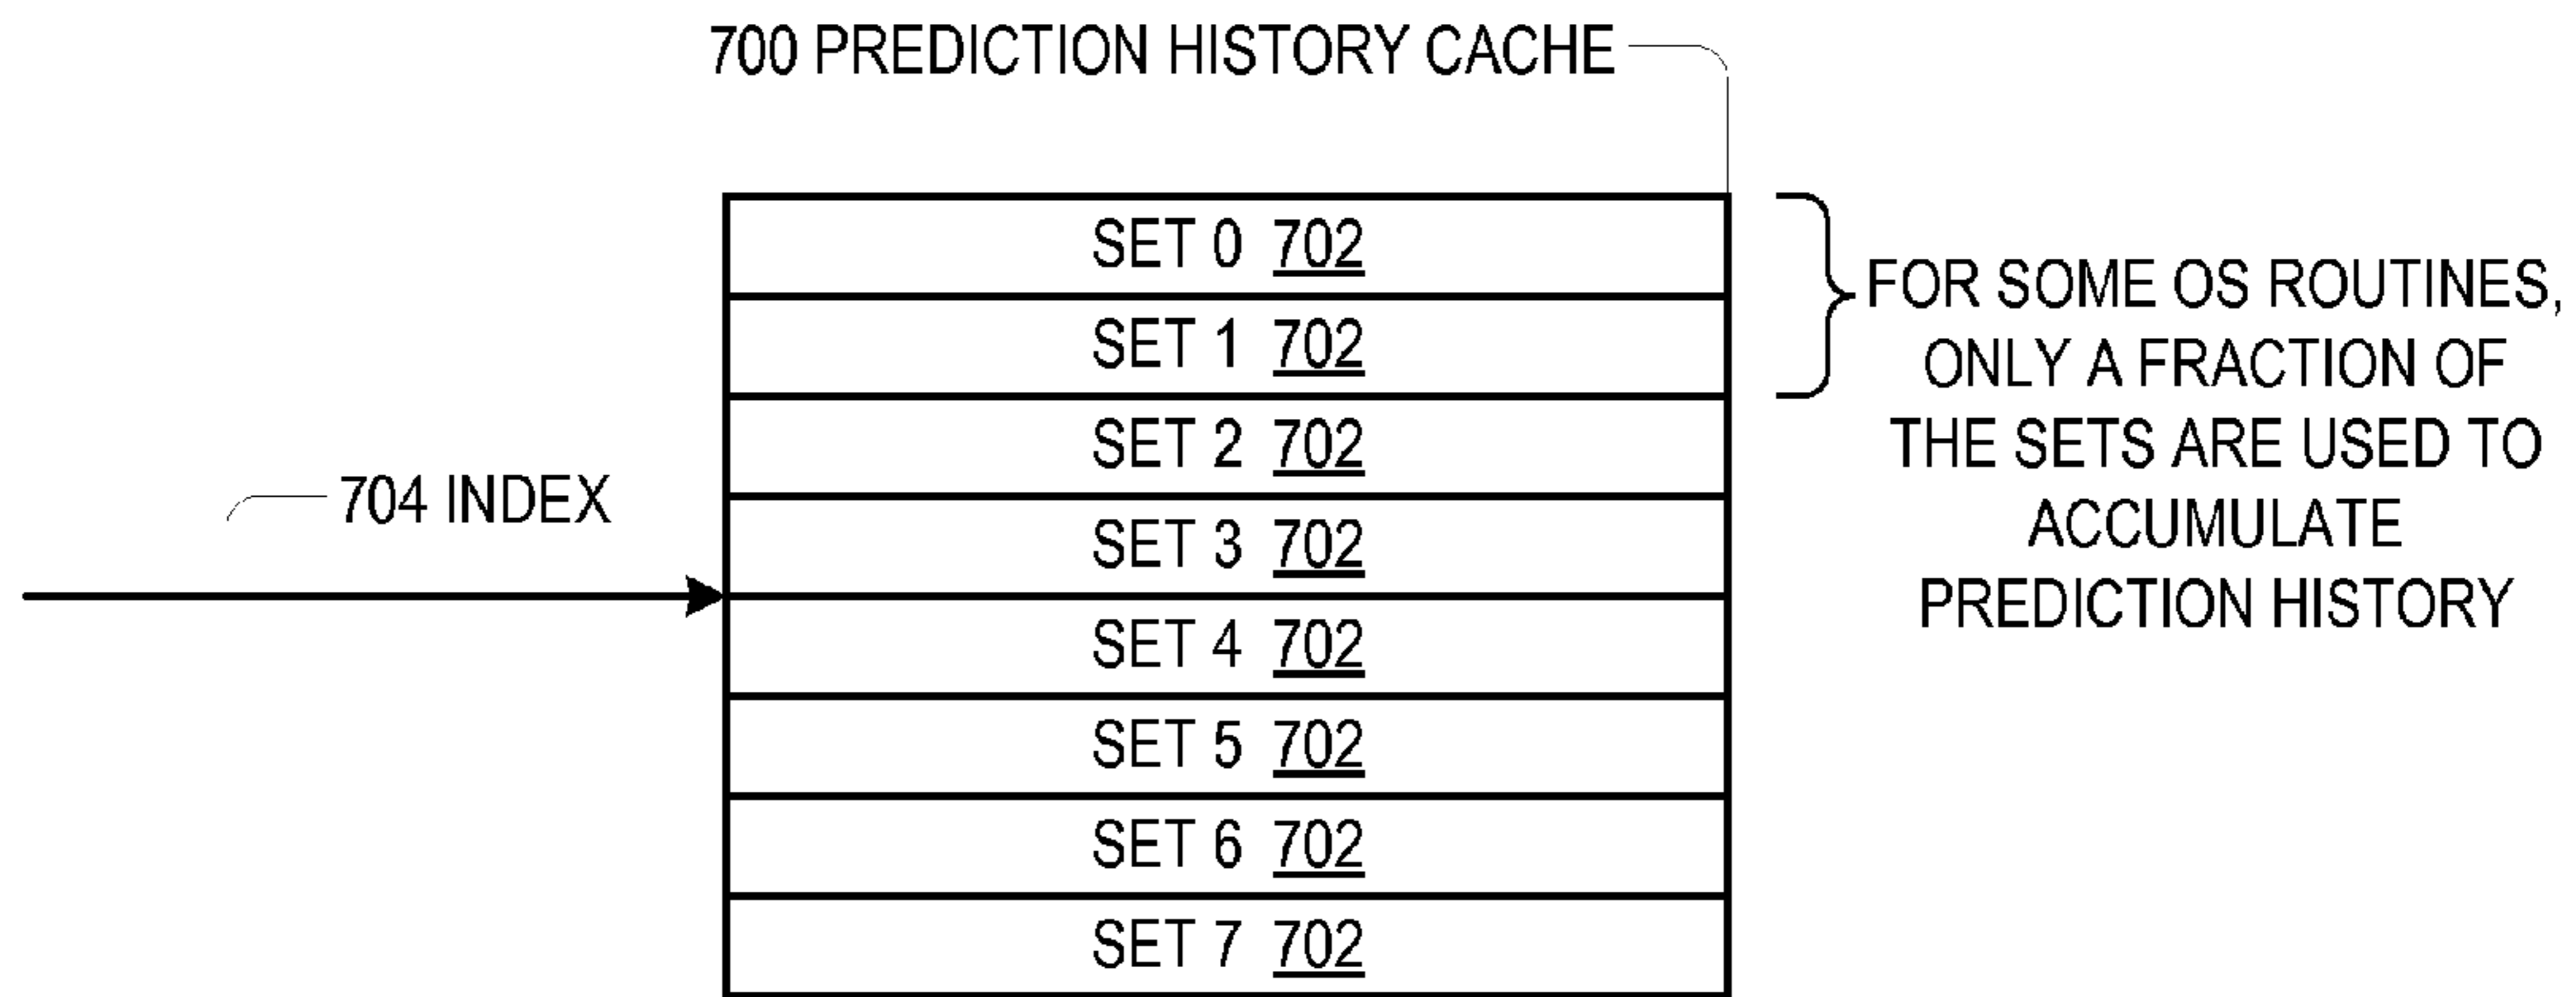 700 PREDICTION HISTORY CACHE
SET 0 702
SET 1 702
SET 2 702
SET 3 702
SET 4 702
SET 5 702
SET 6 702
SET 7 702
704 INDEX
FOR SOME OS ROUTINES,
ONLY A FRACTION OF
THE SETS ARE USED TO
ACCUMULATE
PREDICTION HISTORY